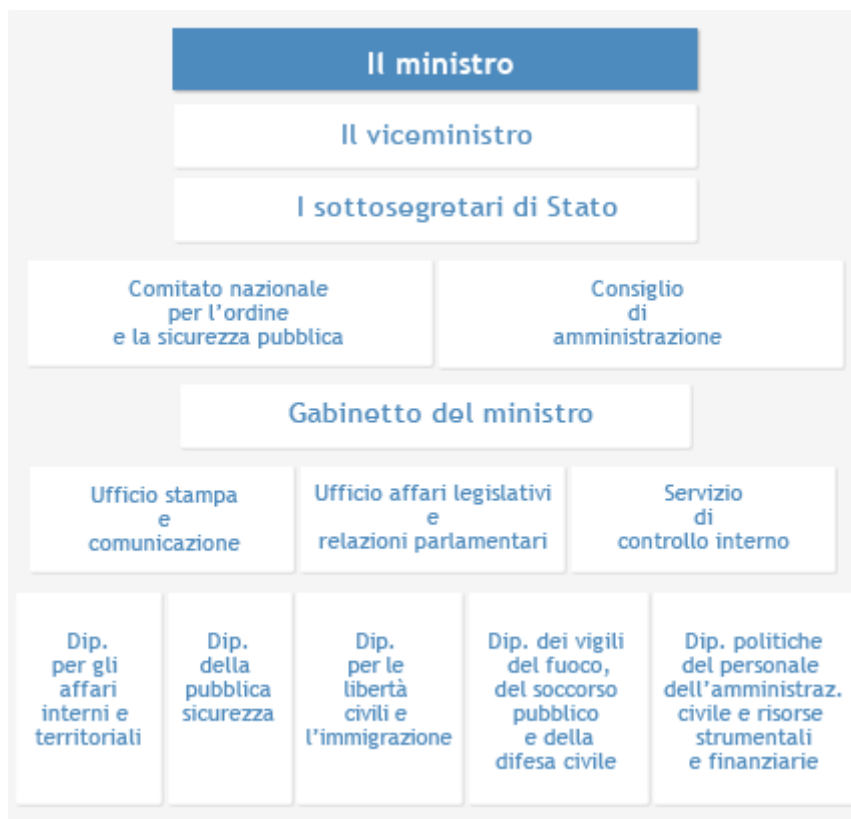 Il ministro
Il viceministro
I sottosegretari di Stato
Comitato nazionale
per l'ordine
e la sicurezza pubblica
Consiglio
di
amministrazione
Gabinetto del ministro
Ufficio stampa
e
comunicazione
Ufficio affari legislativi
e
relazioni parlamentari
Servizio
di
controllo interno
Dip.
per gli
affari
interni e
territoriali
Dip.
della
pubblica
sicurezza
Dip.
per le
libertà
civili e
l'immigrazione
Dip. dei vigili
del fuoco,
del soccorso
pubblico
e della
difesa civile
Dip. politiche
del personale
dell'amministraz.
civile e risorse
strumentali
e finanziarie